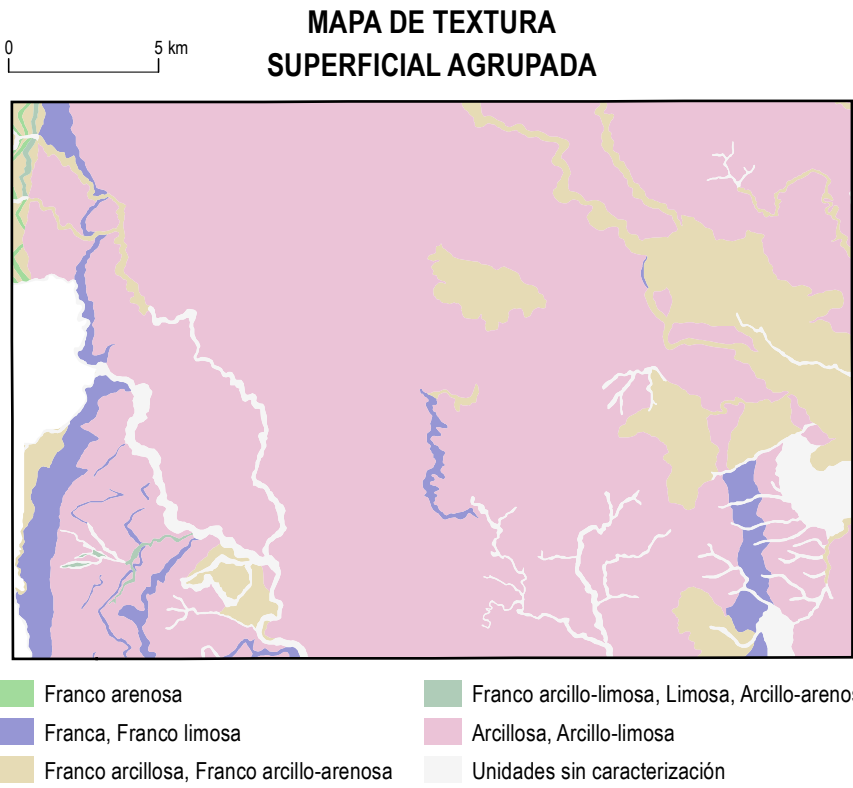 MAPA DE TEXTURA
SUPERFICIAL AGRUPADA
0 5 km
Franco arenosa
Franca, Franco limosa
Franco arcillosa, Franco arcillo-arenosa
Franco arcillo-limosa, Limosa, Arcillo-areno
Arcillosa, Arcillo-limosa
Unidades sin caracterización